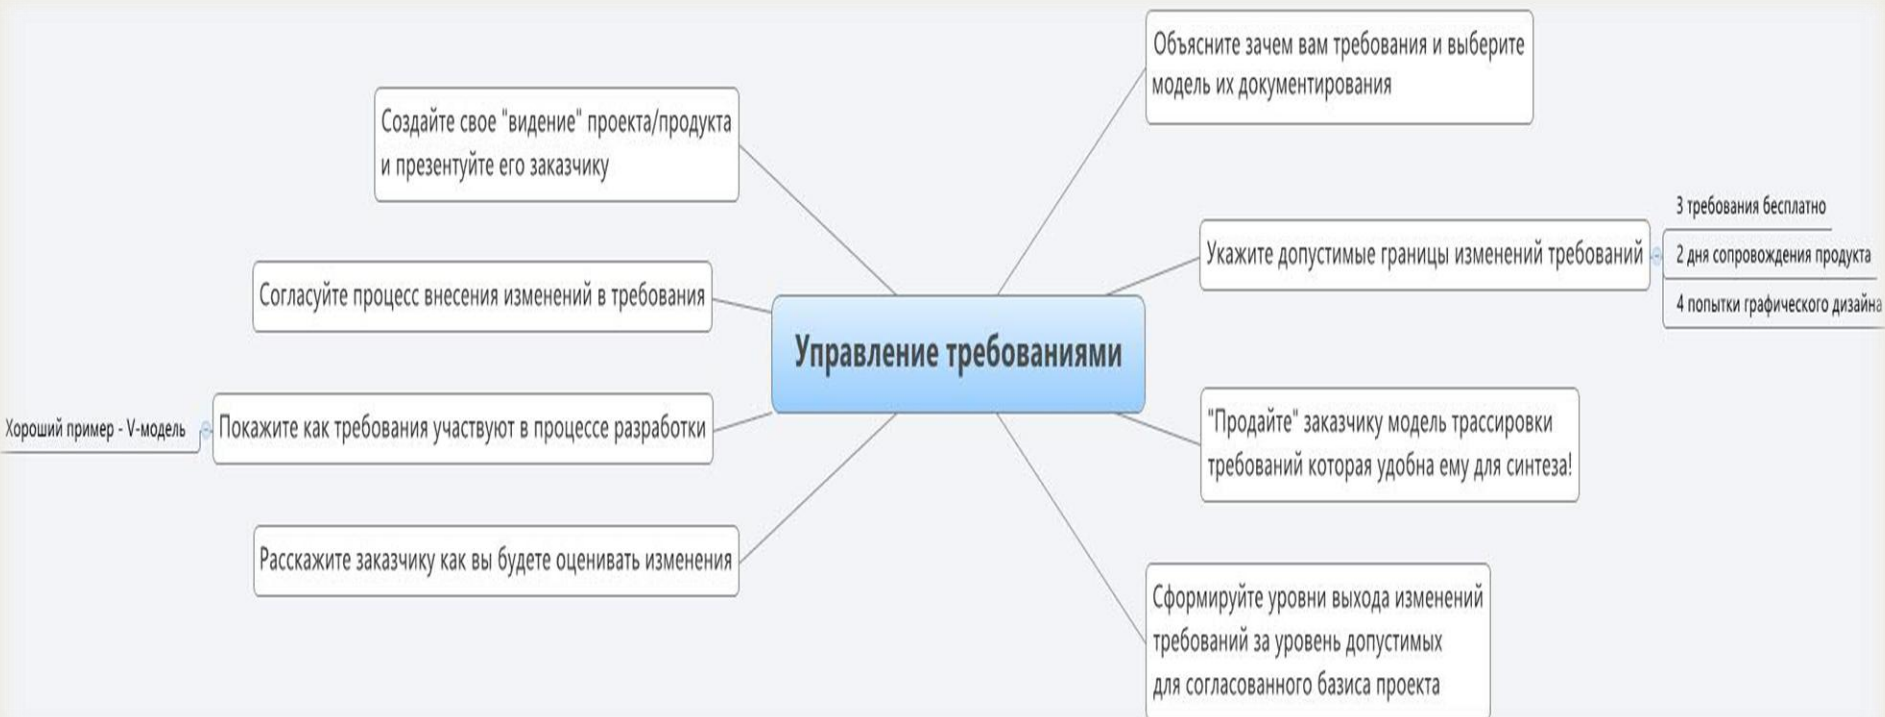 Объясните зачем вам требования и выберите
модель их документирования
Создайте свое "видение" проекта/продукта
и презентуйте его заказчику
3 требования бесплатно
Укажите допустимые границы изменений требований
2 дня сопровождения продукта
4 попытки графического дизайна
Согласуйте процесс внесения изменений в требования
Управление требованиями
Хороший пример - V-модель
Покажите как требования участвуют в процессе разработки
"Продайте" заказчику модель трассировки
требований которая удобна ему для синтеза!
Расскажите заказчику как вы будете оценивать изменения
Сформируйте уровни выхода изменений
требований за уровень допустимых
для согласованного базиса проекта